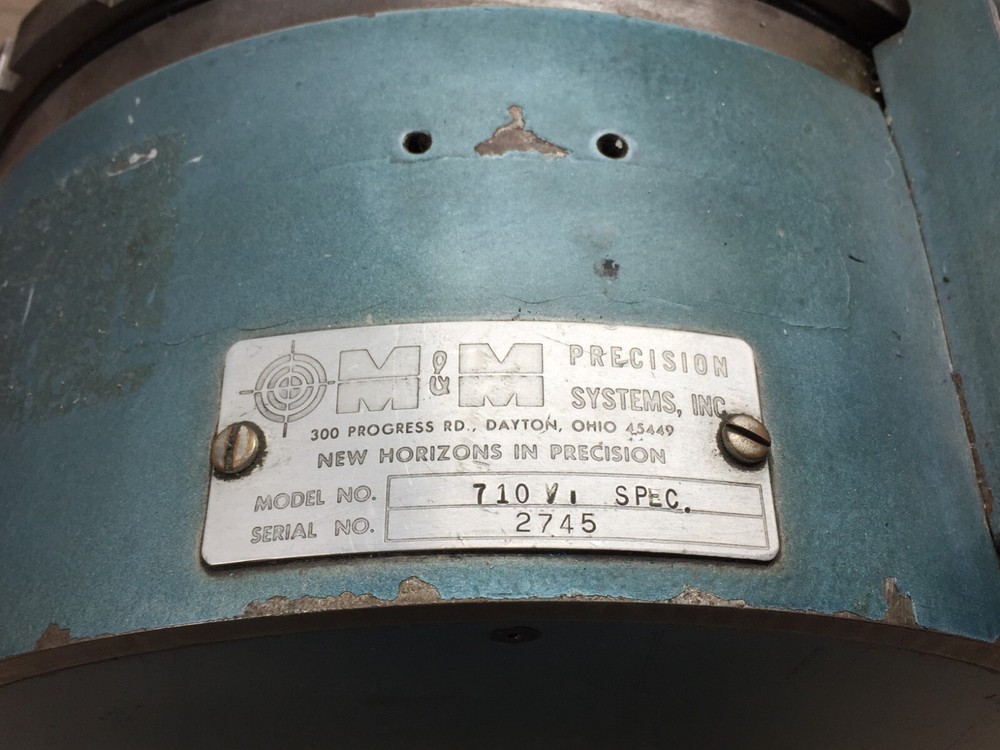 M & M PRECISION
SYSTEMS, INC.
300 PROGRESS RD., DAYTON, OHIO 45449
NEW HORIZONS IN PRECISION
MODEL NO. 710 V SPEC.
SERIAL NO. 2745